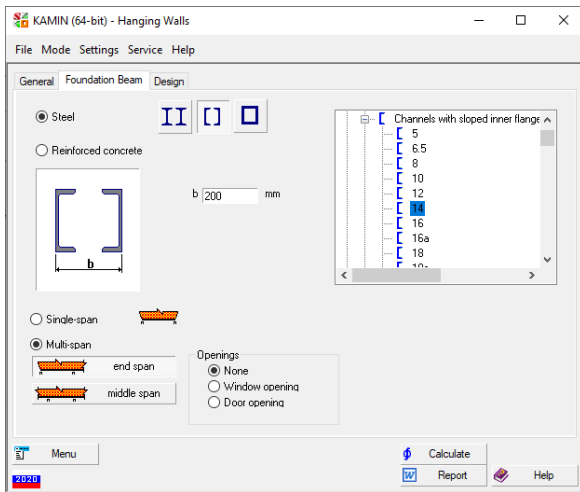 KAMIN (64-bit) - Hanging Walls
File Mode Settings Service Help
General Foundation Beam Design
Steel
Reinforced concrete
b
b 200 mm
Channels with sloped inner flange
5
6.5
8
10
12
14
16
16a
18
Single-span
Multi-span
end span
middle span
Openings
None
Window opening
Door opening
Menu
Calculate
Report
Help
2020